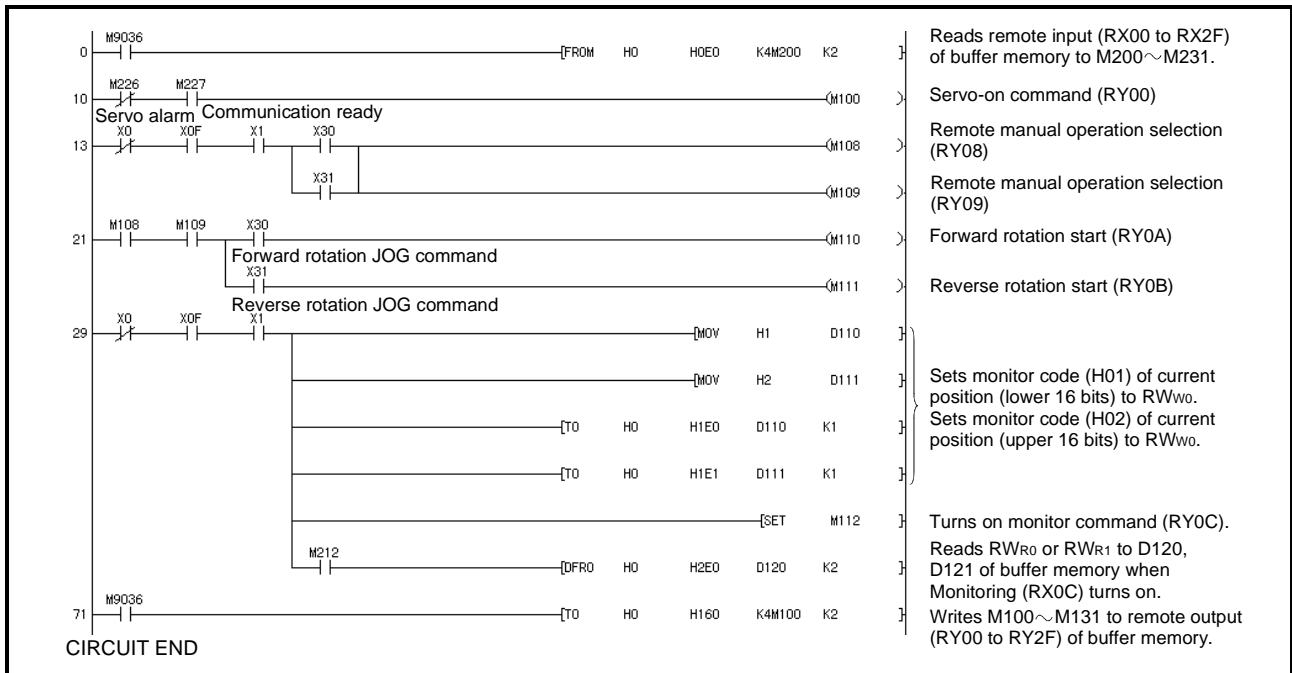 M9036
0 [FROM H0 H0E0 K4M200 K2 ] Reads remote input (RX00 to RX2F)
of buffer memory to M200～M231.
M226 M227
10 (M100 ) Servo-on command (RY00)
Servo alarm Communication ready
X0 X0F X1 X30
13 (M108 ) Remote manual operation selection
(RY08)
X31
(M109 ) Remote manual operation selection
(RY09)
M108 M109 X30
21 (M110 ) Forward rotation start (RY0A)
Forward rotation JOG command
X31
(M111 ) Reverse rotation start (RY0B)
Reverse rotation JOG command
X0 X0F X1
29 [MOV H1 D110 ]
[MOV H2 D111 ]
Sets monitor code (H01) of current
position (lower 16 bits) to RWW0.
Sets monitor code (H02) of current
position (upper 16 bits) to RWW0.
[TO H0 H1E0 D110 K1 ]
[TO H0 H1E1 D111 K1 ]
[SET M112 ] Turns on monitor command (RY0C).
M212
[DFRO H0 H2E0 D120 K2 ] Reads RWR0 or RWR1 to D120,
D121 of buffer memory when
Monitoring (RX0C) turns on.
M9036
71 [TO H0 H160 K4M100 K2 ] Writes M100～M131 to remote output
(RY00 to RY2F) of buffer memory.
CIRCUIT END